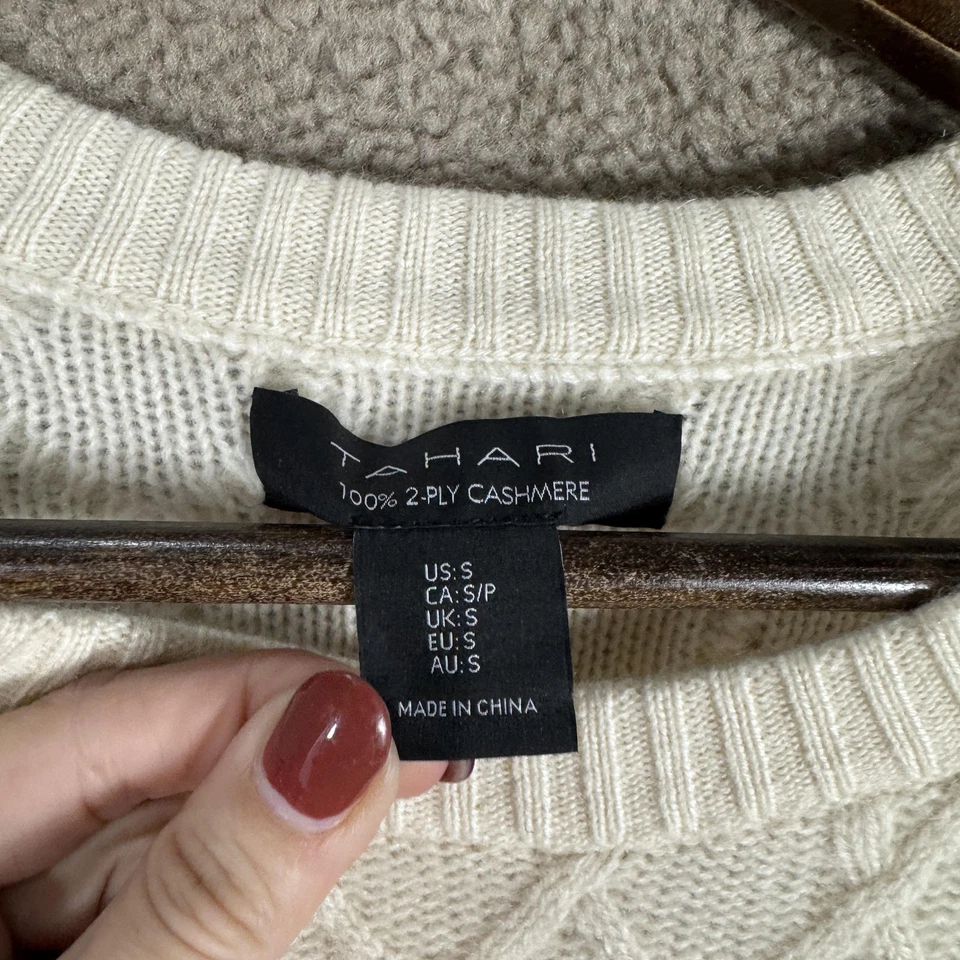 TAHARI
100% 2-PLY CASHMERE
US: S
CA: S/P
UK: S
EU: S
AU: S
MADE IN CHINA